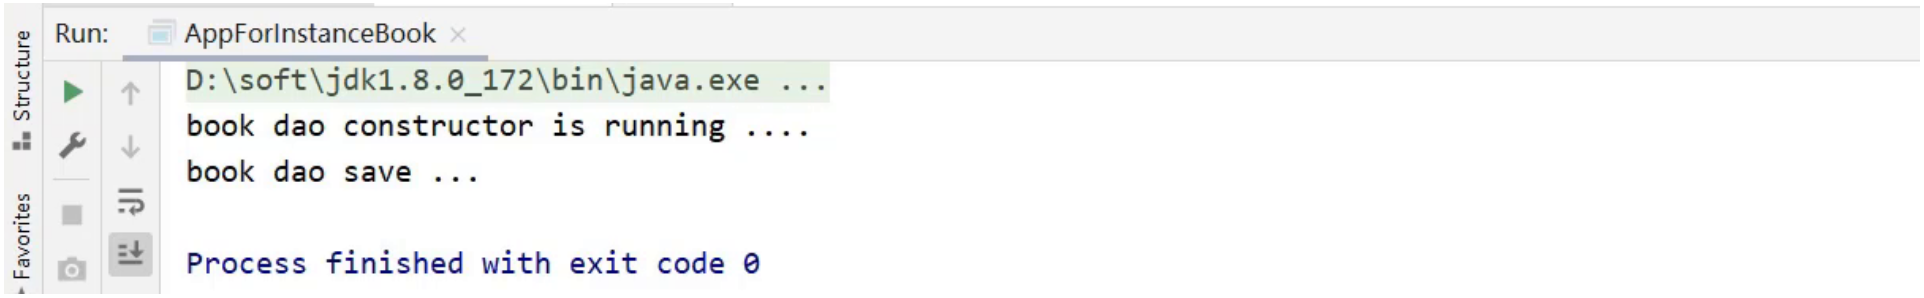 Run: AppForInstanceBook
D:\soft\jdk1.8.0_172\bin\java.exe ...
book dao constructor is running ....
book dao save ...
Process finished with exit code 0
Structure
Favorites